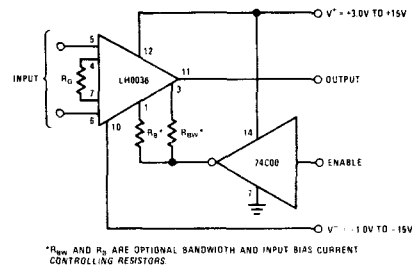 V+ = +3.0V TO +15V
12
5
4
INPUT
RG
LH0036
11
OUTPUT
7
3
6
1
10
RB*
RBW*
14
74C00
ENABLE
7
V- = -1.0V TO -15V
*RBW AND RB ARE OPTIONAL BANDWIDTH AND INPUT BIAS CURRENT
CONTROLLING RESISTORS.